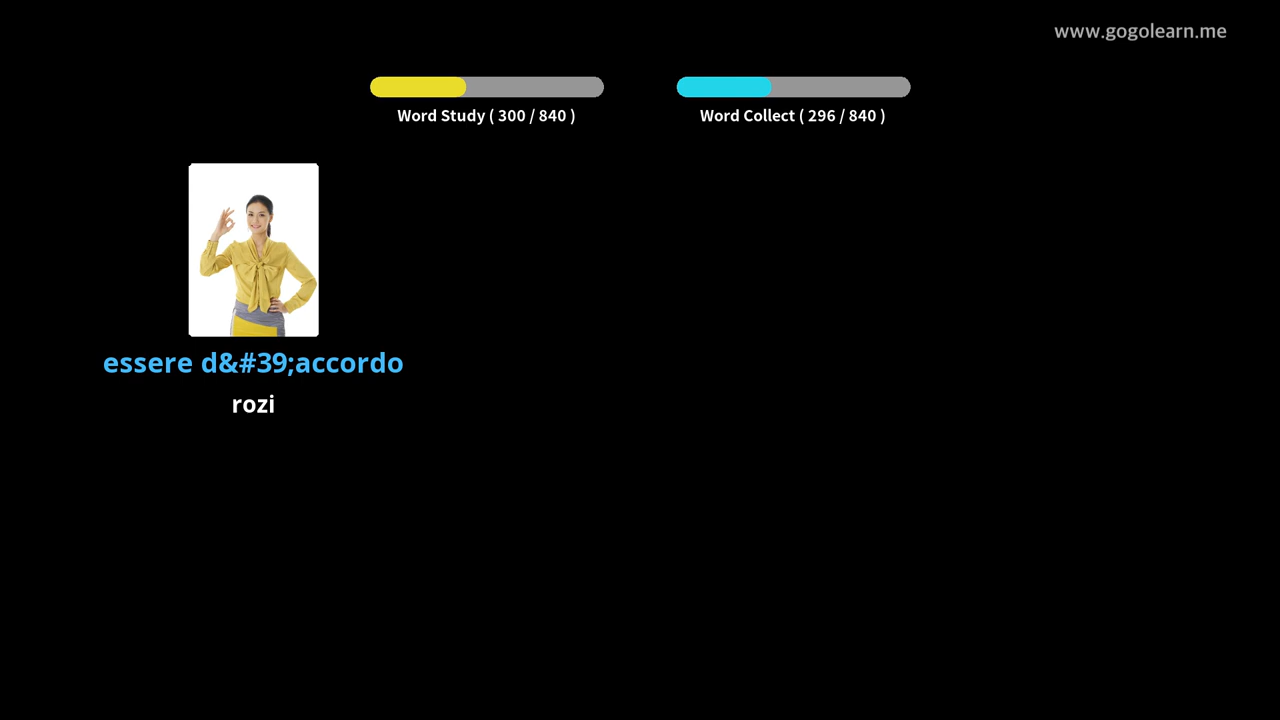 www.gogolearn.me
Word Study ( 300 / 840 )
Word Collect ( 296 / 840 )
essere d&#39;accordo
rozi